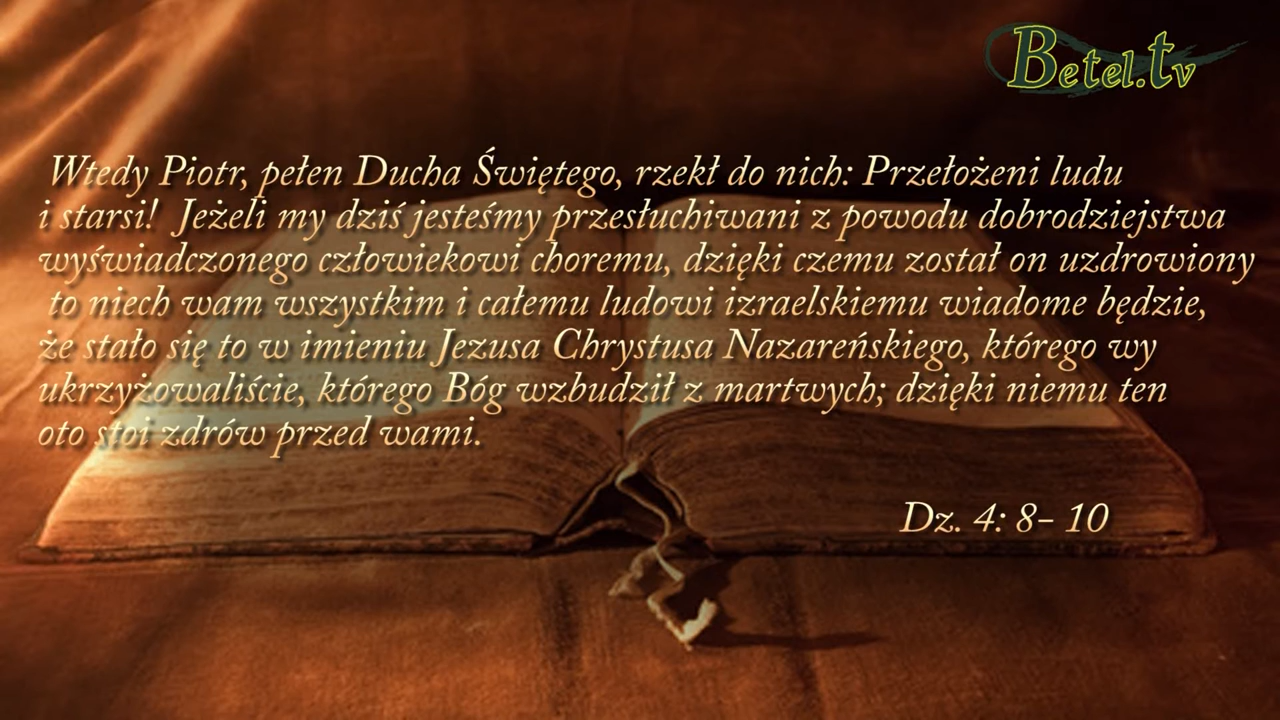 Betel.tv
Wtedy Piotr, pełen Ducha Świętego, rzekł do nich: Przełożeni ludu
i starsi! Jeżeli my dziś jesteśmy przesłuchiwani z powodu dobrodziejstwa
wyświadczonego człowiekowi choremu, dzięki czemu został on uzdrowiony
to niech wam wszystkim i całemu ludowi izraelskiemu wiadome będzie,
że stało się to w imieniu Jezusa Chrystusa Nazareńskiego, którego wy
ukrzyżowaliście, którego Bóg wzbudził z martwych; dzięki niemu ten
oto stoi zdrów przed wami.
Dz. 4: 8- 10